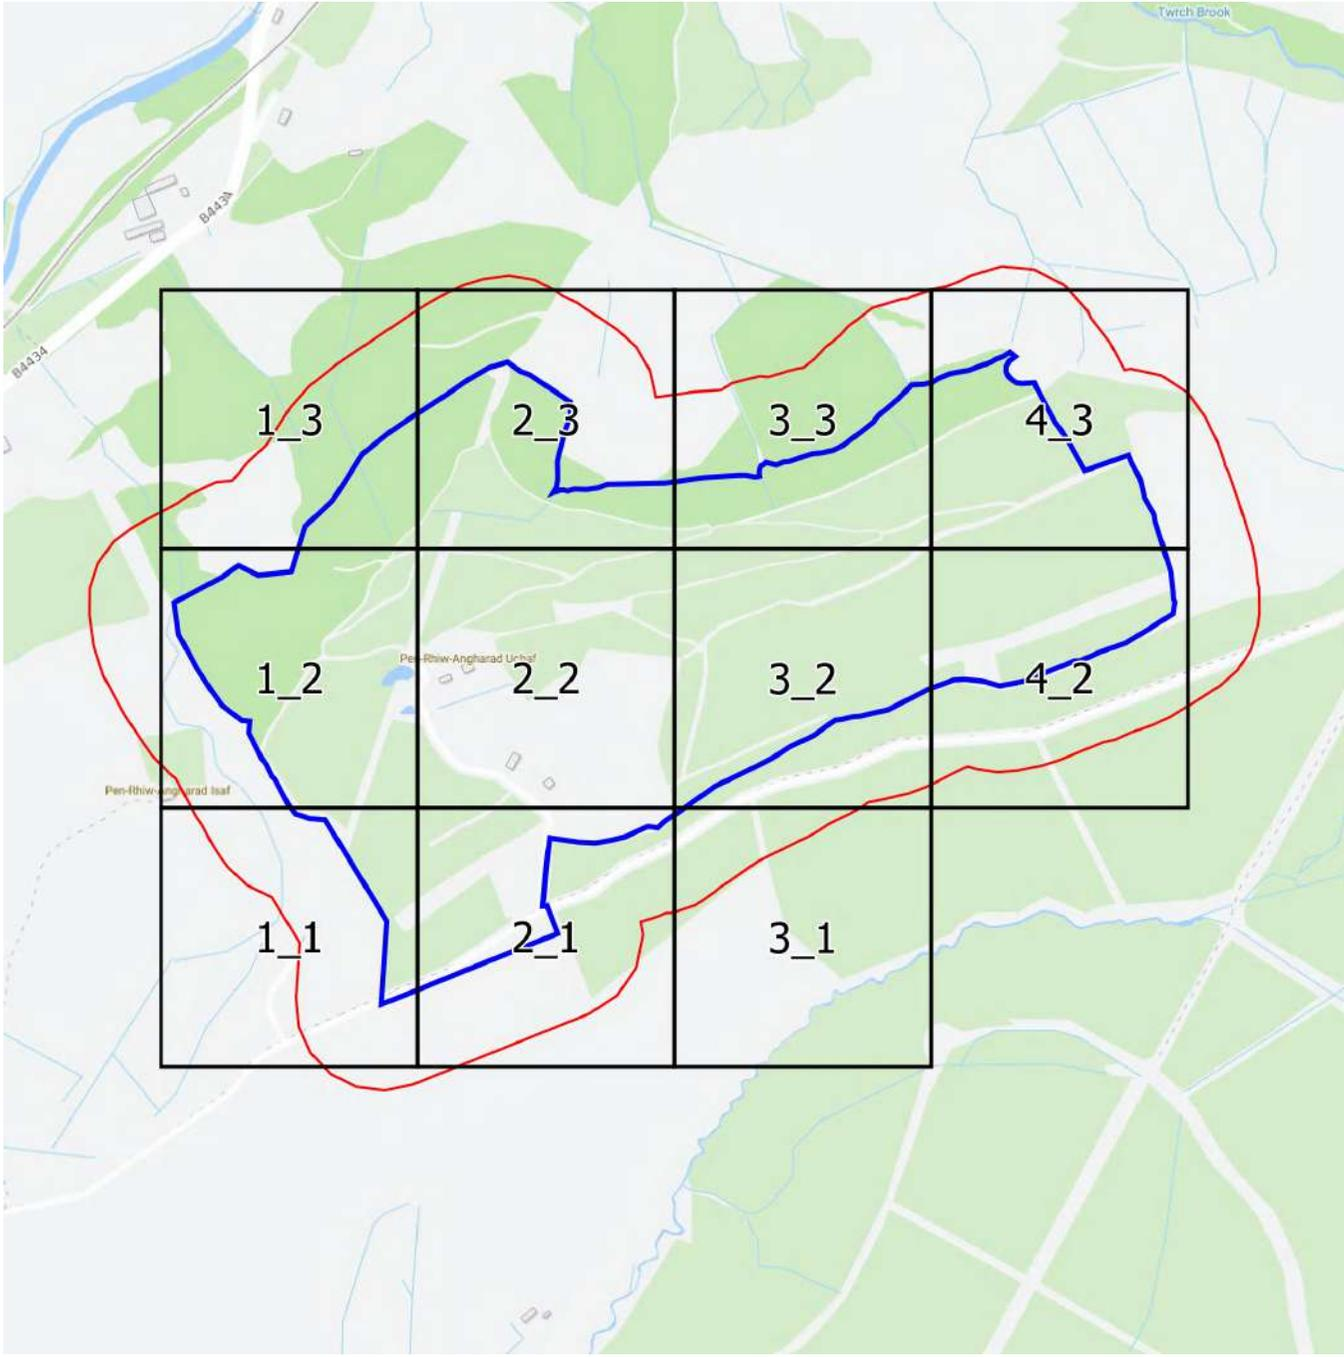 Twrch Brook
B4434
B4434
1_3
2_3
3_3
4_3
Pen-Rhiw-Angharad Uchaf
1_2
2_2
3_2
4_2
Pen-Rhiw-Angharad Isaf
1_1
2_1
3_1